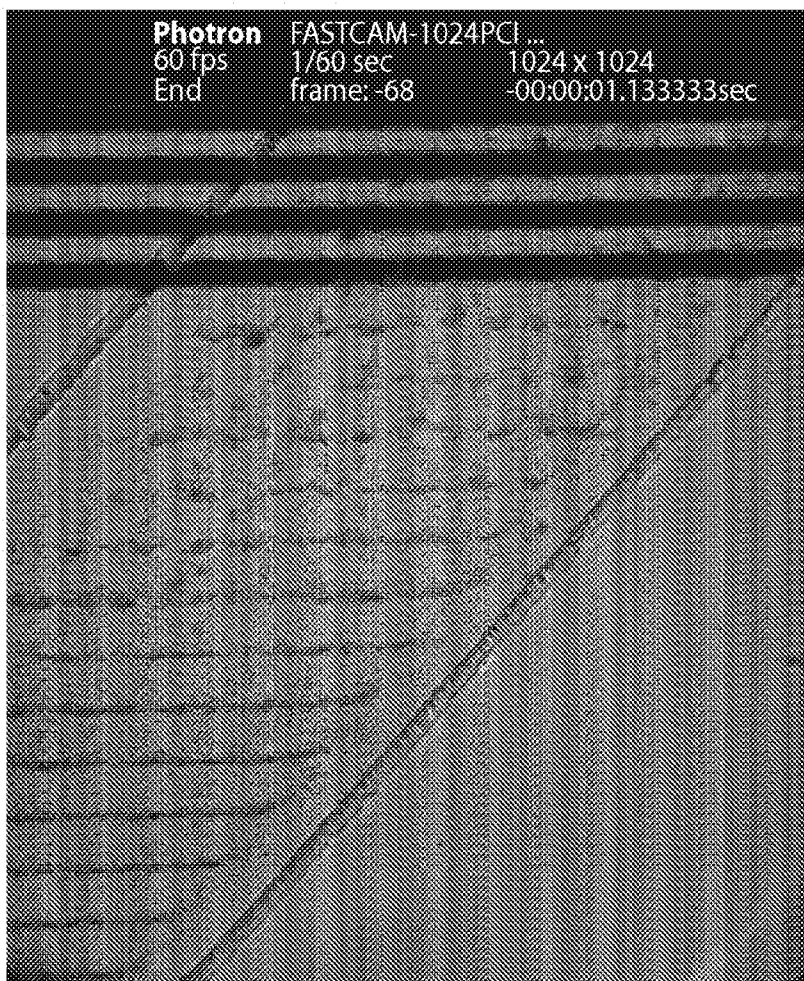 Photron FASTCAM-1024PCI ...
60 fps 1/60 sec 1024 x 1024
End frame: -68 -00:00:01.133333sec